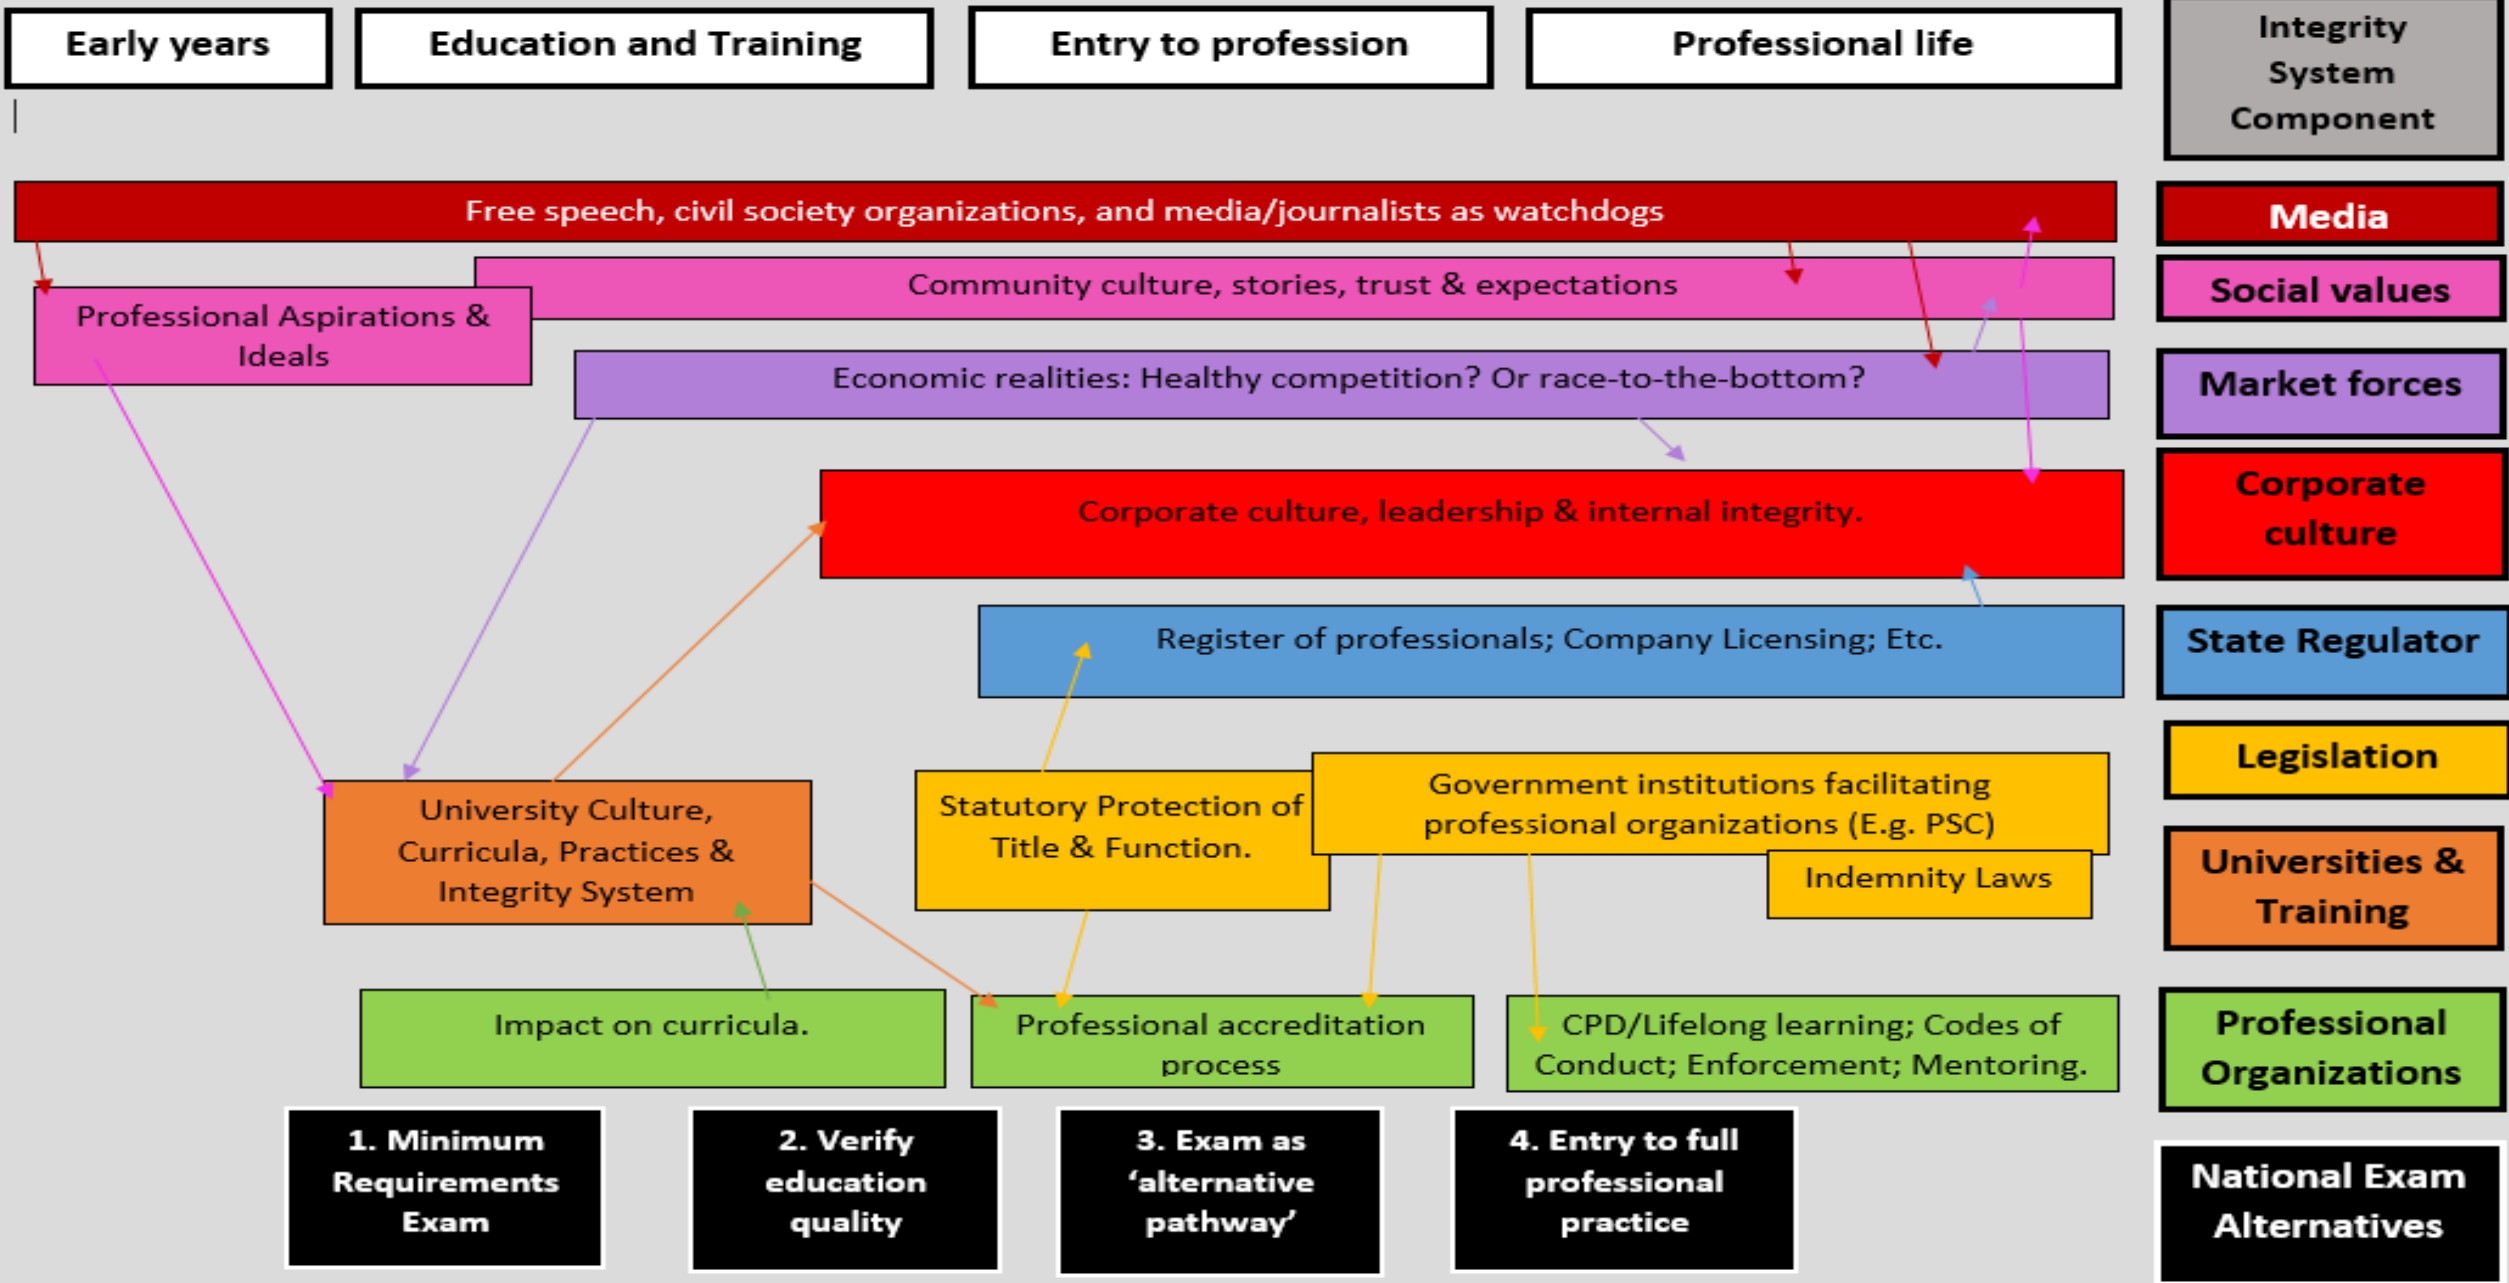 Early years
Education and Training
Entry to profession
Professional life
Integrity
System
Component
Free speech, civil society organizations, and media/journalists as watchdogs
Media
Community culture, stories, trust & expectations
Social values
Professional Aspirations &
Ideals
Economic realities: Healthy competition? Or race-to-the-bottom?
Market forces
Corporate culture, leadership & internal integrity.
Corporate
culture
Register of professionals; Company Licensing; Etc.
State Regulator
University Culture,
Curricula, Practices &
Integrity System
Statutory Protection of
Title & Function.
Government institutions facilitating
professional organizations (E.g. PSC)
Indemnity Laws
Legislation
Universities &
Training
Impact on curricula.
Professional accreditation
process
CPD/Lifelong learning; Codes of
Conduct; Enforcement; Mentoring.
Professional
Organizations
1. Minimum
Requirements
Exam
2. Verify
education
quality
3. Exam as
‘alternative
pathway’
4. Entry to full
professional
practice
National Exam
Alternatives